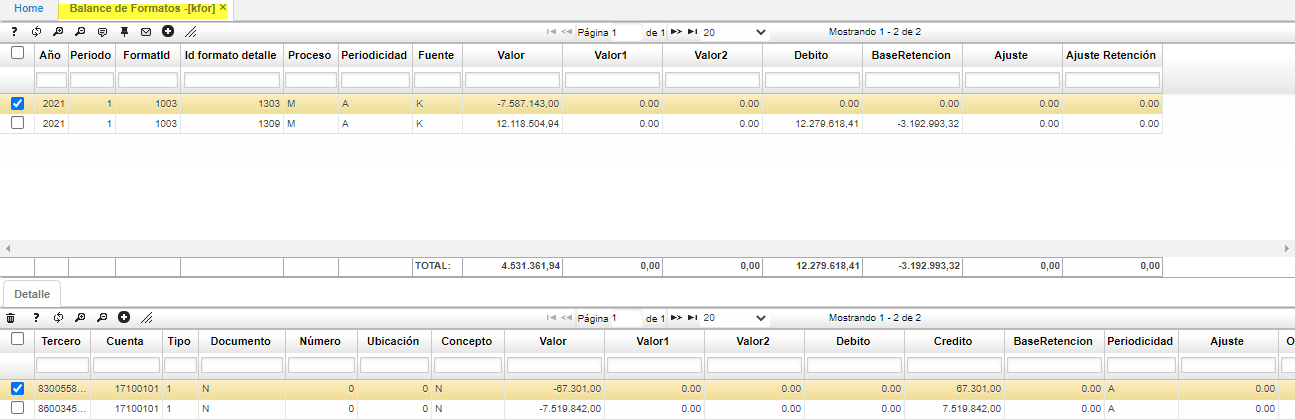 Home Balance de Formatos -[kfor] ×
? Página 1 de 1 20 Mostrando 1 - 2 de 2
Año Periodo FormatId Id formato detalle Proceso Periodicidad Fuente Valor Valor1 Valor2 Debito BaseRetencion Ajuste Ajuste Retención
2021 1 1003 1303 M A K -7.587.143,00 0.00 0.00 0.00 0.00 0.00 0.00
2021 1 1003 1309 M A K 12.118.504,94 0.00 0.00 12.279.618,41 -3.192.993,32 0.00 0.00
TOTAL: 4.531.361,94 0,00 0,00 12.279.618,41 -3.192.993,32 0,00 0,00
Detalle
? Página 1 de 1 20 Mostrando 1 - 2 de 2
Tercero Cuenta Tipo Documento Número Ubicación Concepto Valor Valor1 Valor2 Debito Credito BaseRetencion Periodicidad Ajuste O
8300558... 17100101 1 N 0 0 N -67.301,00 0.00 0.00 0.00 67.301,00 0.00 A 0.00
8600345... 17100101 1 N 0 0 N -7.519.842,00 0.00 0.00 0.00 7.519.842,00 0.00 A 0.00